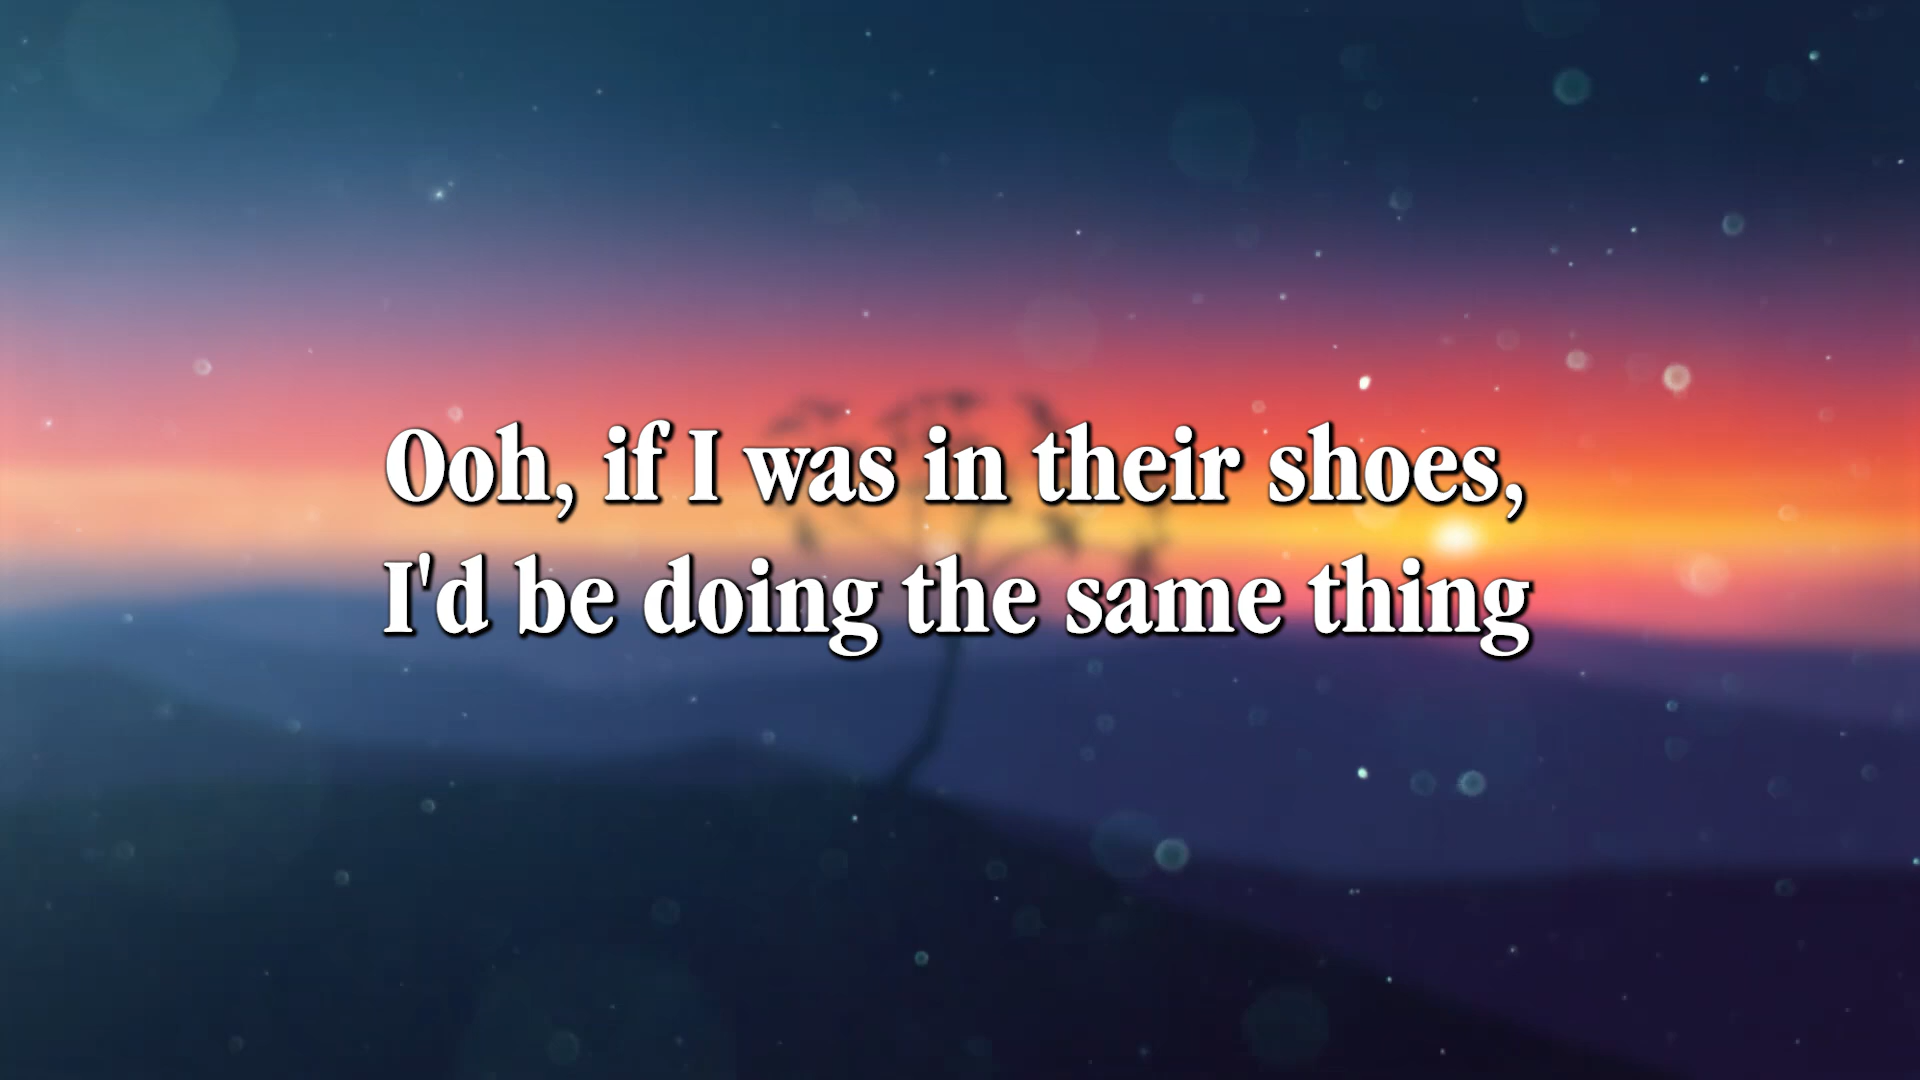 Ooh, if I was in their shoes,
I'd be doing the same thing